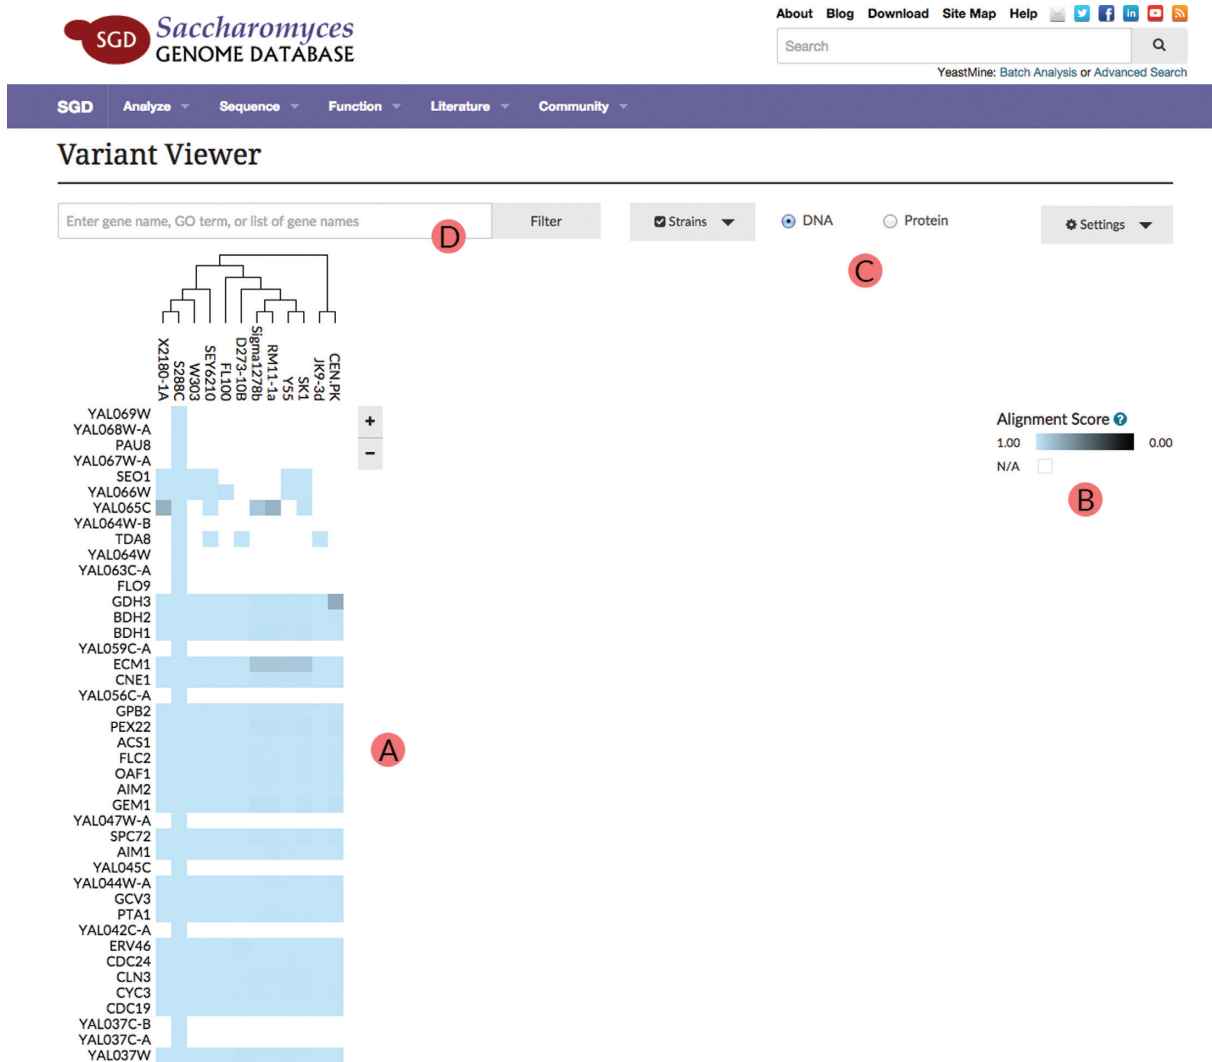 About Blog Download Site Map Help
SGD Saccharomyces
GENOME DATABASE
Search
YeastMine: Batch Analysis or Advanced Search
SGD Analyze Sequence Function Literature Community
Variant Viewer
Enter gene name, GO term, or list of gene names Filter Strains DNA Protein Settings
D
C
X2180-1A
S288C
W303
SEY6210
FL100
D273-10B
Sigma1278b
RM11-1a
Y55
SK1
JK9-3d
CEN.PK
+
−
Alignment Score ?
1.00 0.00
N/A
B
YAL069W
YAL068W-A
PAU8
YAL067W-A
SEO1
YAL066W
YAL065C
YAL064W-B
TDA8
YAL064W
YAL063C-A
FLO9
GDH3
BDH2
BDH1
YAL059C-A
ECM1
CNE1
YAL056C-A
GPB2
PEX22
ACS1
A
FLC2
OAF1
AIM2
GEM1
YAL047W-A
SPC72
AIM1
YAL045C
YAL044W-A
GCV3
PTA1
YAL042C-A
ERV46
CDC24
CLN3
CYC3
CDC19
YAL037C-B
YAL037C-A
YAL037W